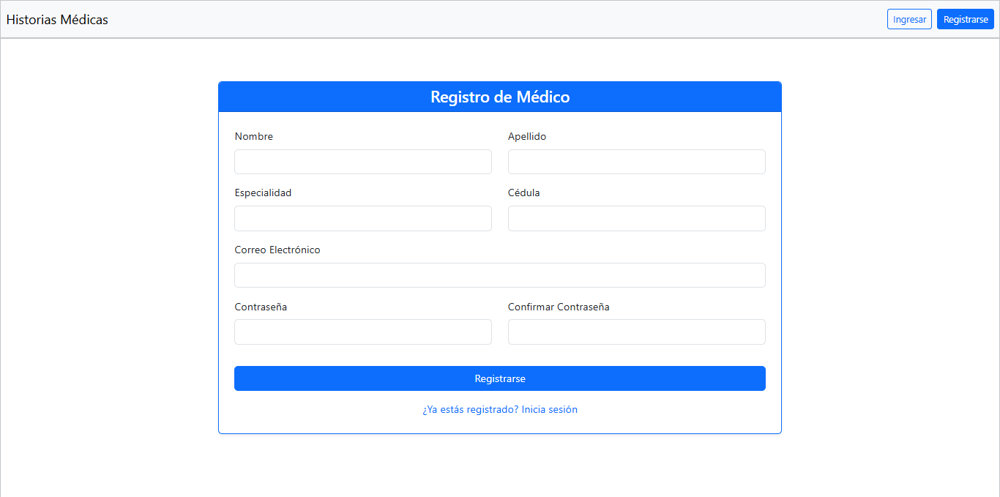 Historias Médicas
Ingresar
Registrarse
Registro de Médico
Nombre
Apellido
Especialidad
Cédula
Correo Electrónico
Contraseña
Confirmar Contraseña
Registrarse
¿Ya estás registrado? Inicia sesión